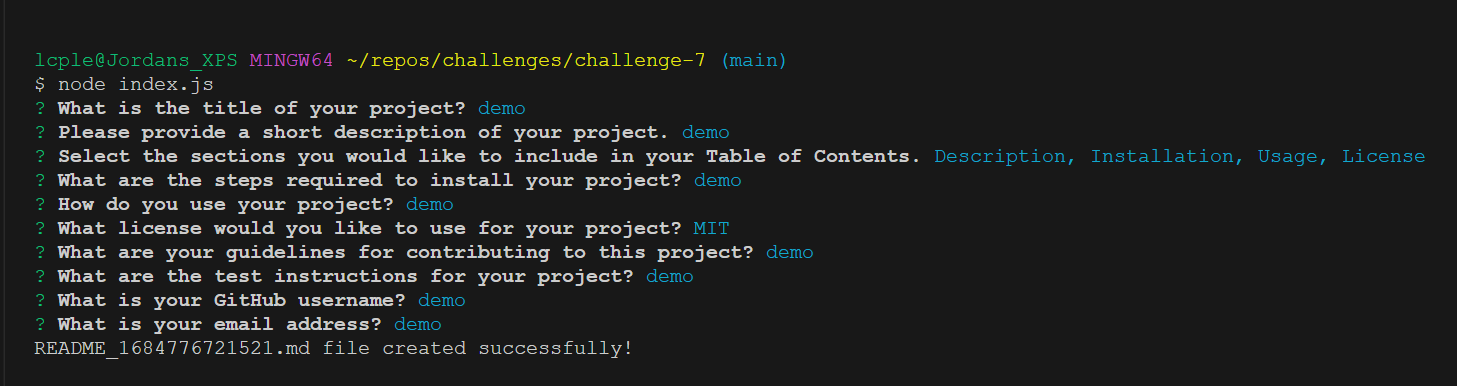 lcple@Jordans_XPS MINGW64 ~/repos/challenges/challenge-7 (main)
$ node index.js
? What is the title of your project? demo
? Please provide a short description of your project. demo
? Select the sections you would like to include in your Table of Contents. Description, Installation, Usage, License
? What are the steps required to install your project? demo
? How do you use your project? demo
? What license would you like to use for your project? MIT
? What are your guidelines for contributing to this project? demo
? What are the test instructions for your project? demo
? What is your GitHub username? demo
? What is your email address? demo
README_1684776721521.md file created successfully!